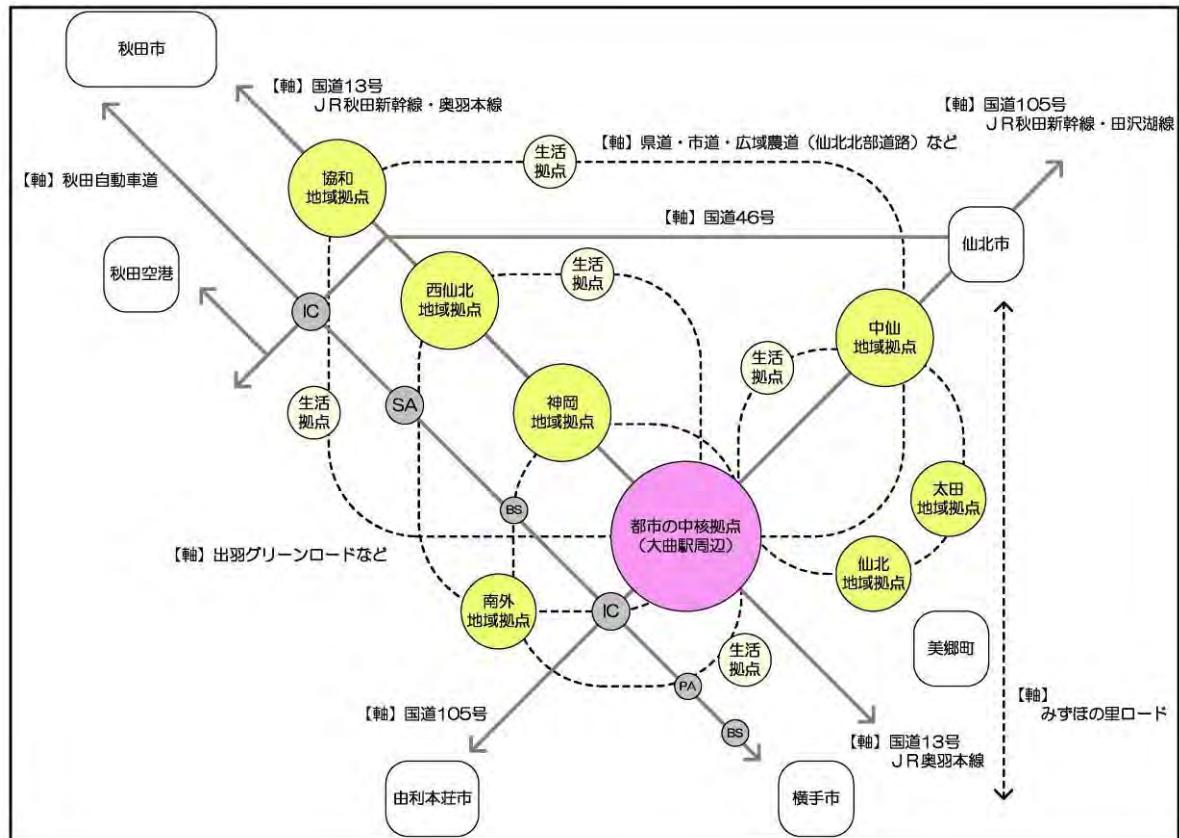 秋田市
【軸】国道13号
ＪＲ秋田新幹線・奥羽本線
【軸】国道105号
ＪＲ秋田新幹線・田沢湖線
【軸】県道・市道・広域農道（仙北北部道路）など
生活
拠点
【軸】秋田自動車道
協和
地域拠点
【軸】国道46号
仙北市
秋田空港
生活
拠点
西仙北
地域拠点
IC
中仙
地域拠点
生活
拠点
神岡
地域拠点
生活
拠点
SA
太田
地域拠点
BS
都市の中核拠点
（大曲駅周辺）
【軸】出羽グリーンロードなど
仙北
地域拠点
南外
地域拠点
IC
美郷町
生活
拠点
PA
【軸】
みずほの里ロード
【軸】国道105号
BS
【軸】国道13号
ＪＲ奥羽本線
由利本荘市
横手市